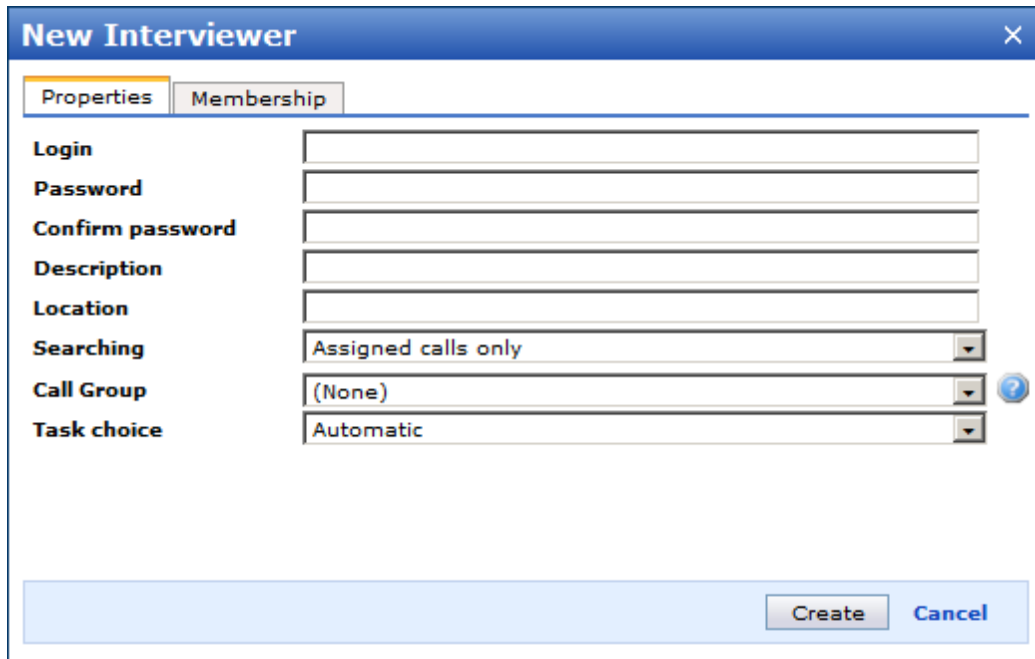 New Interviewer
Properties Membership
Login
Password
Confirm password
Description
Location
Searching Assigned calls only
Call Group (None) ?
Task choice Automatic
Create Cancel